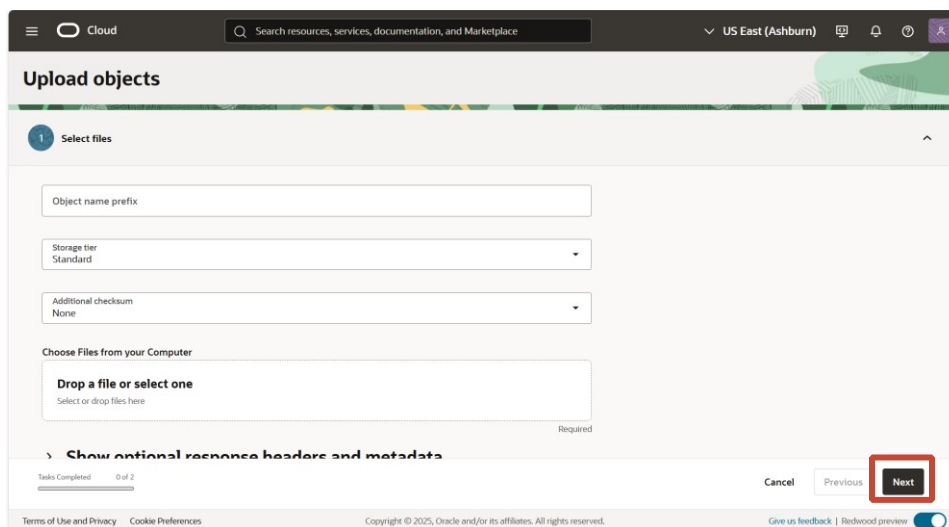 Cloud
Search resources, services, documentation, and Marketplace
US East (Ashburn)
Upload objects
1 Select files
Object name prefix
Storage tier
Standard
Additional checksum
None
Choose Files from your Computer
Drop a file or select one
Select or drop files here
Required
Show optional response headers and metadata
Tasks Completed 0 of 2
Cancel Previous Next
Terms of Use and Privacy Cookie Preferences Copyright © 2025, Oracle and/or its affiliates. All rights reserved. Give us feedback | Redwood preview